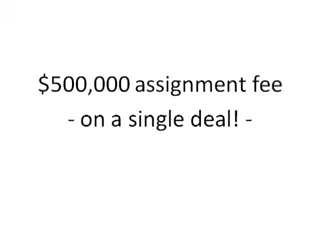 $500,000 assignment fee
- on a single deal! -